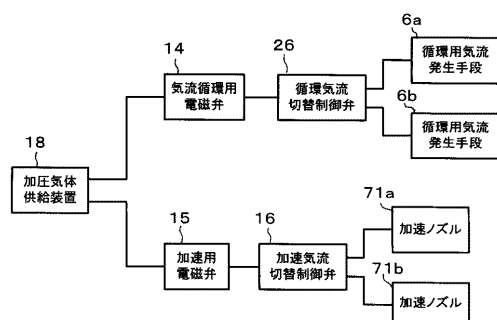 6a
循環用気流
発生手段
14
気流循環用
電磁弁
26
循環気流
切替制御弁
6b
循環用気流
発生手段
18
加圧気体
供給装置
71a
加速ノズル
15
加速用
電磁弁
16
加速気流
切替制御弁
71b
加速ノズル